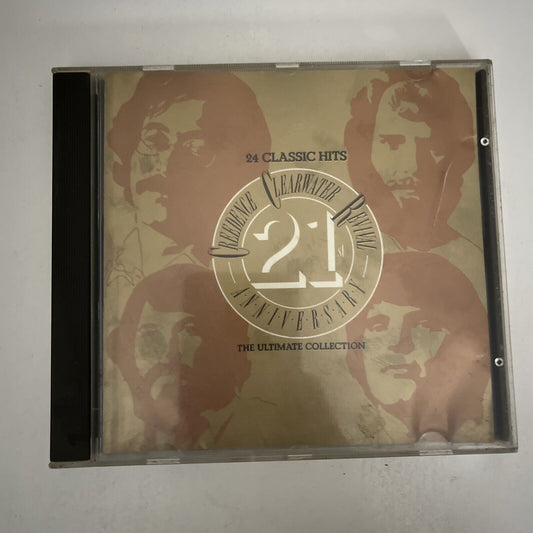 24 CLASSIC HITS
CREEDENCE CLEARWATER REVIVAL
21
ANNIVERSARY
THE ULTIMATE COLLECTION